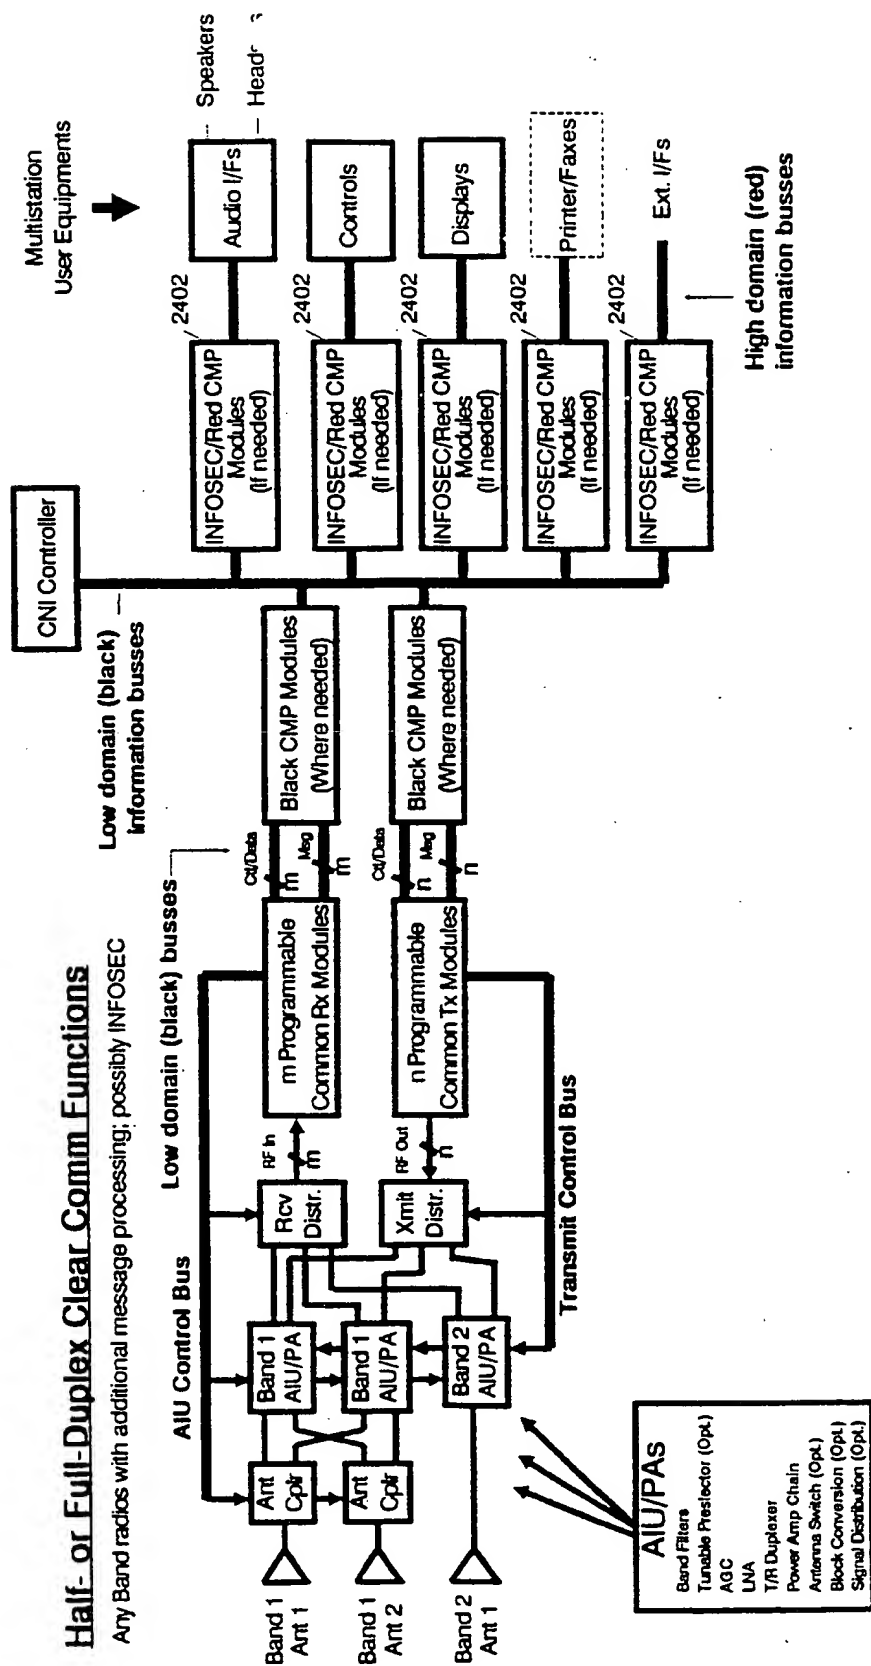 Half- or Full-Duplex Clear Comm Functions
Any Band radios with additional message processing; possibly INFOSEC
Band 1
Ant 1
Band 1
Ant 2
Band 2
Ant 1
Ant
Cplr
Ant
Cplr
AIU Control Bus
Band 1
AIU/PA
Band 1
AIU/PA
Band 2
AIU/PA
Rcv
Distr.
Xmit
Distr.
RF In
m
RF Out
n
Transmit Control Bus
m Programmable
Common Rx Modules
n Programmable
Common Tx Modules
Low domain (black) busses
Ctl/Data
m
Msg
m
Ctl/Data
n
Msg
n
Black CMP Modules
(Where needed)
Black CMP Modules
(Where needed)
Low domain (black)
information busses
CNI Controller
INFOSEC/Red CMP
Modules
(If needed)
2402
INFOSEC/Red CMP
Modules
(If needed)
2402
INFOSEC/Red CMP
Modules
(If needed)
2402
INFOSEC/Red CMP
Modules
(If needed)
2402
INFOSEC/Red CMP
Modules
(If needed)
2402
Multistation
User Equipments
Audio I/Fs
Speakers
Controls
Displays
Printer/Faxes
Ext. I/Fs
High domain (red)
information busses
AIU/PAs
Band Filters
Tunable Preslector (Opt.)
AGC
LNA
T/R Duplexer
Power Amp Chain
Antenna Switch (Opt.)
Block Conversion (Opt.)
Signal Distribution (Opt.)